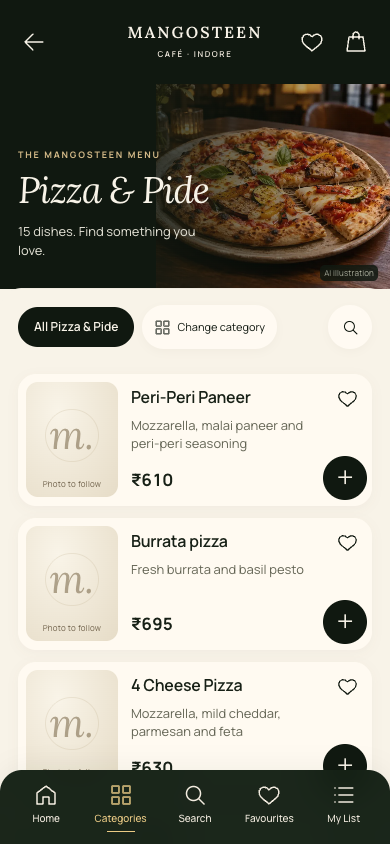 MANGOSTEEN
CAFÉ · INDORE
THE MANGOSTEEN MENU
Pizza & Pide
15 dishes. Find something you
love.
AI illustration
All Pizza & Pide
Change category
m.
Photo to follow
Peri-Peri Paneer
Mozzarella, malai paneer and
peri-peri seasoning
₹610
m.
Photo to follow
Burrata pizza
Fresh burrata and basil pesto
₹695
m.
4 Cheese Pizza
Mozzarella, mild cheddar,
parmesan and feta
₹630
Home
Categories
Search
Favourites
My List